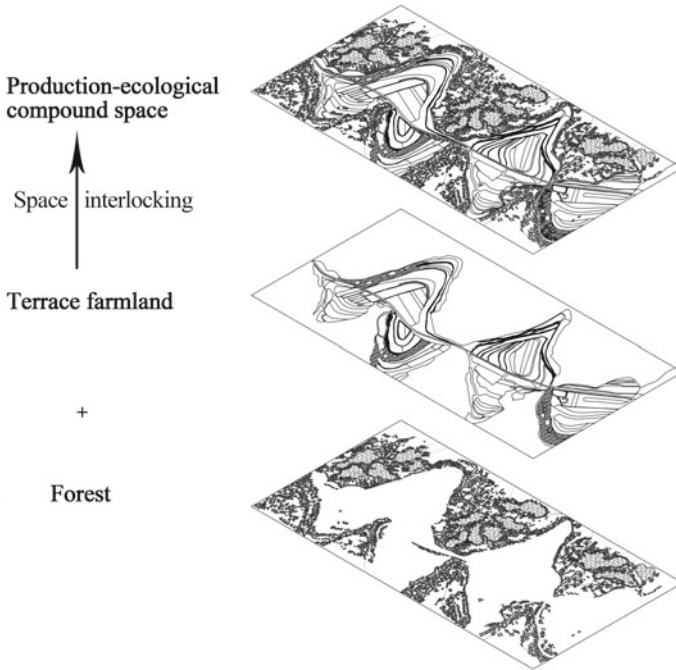 Production-ecological
compound space
Space interlocking
Terrace farmland
+
Forest